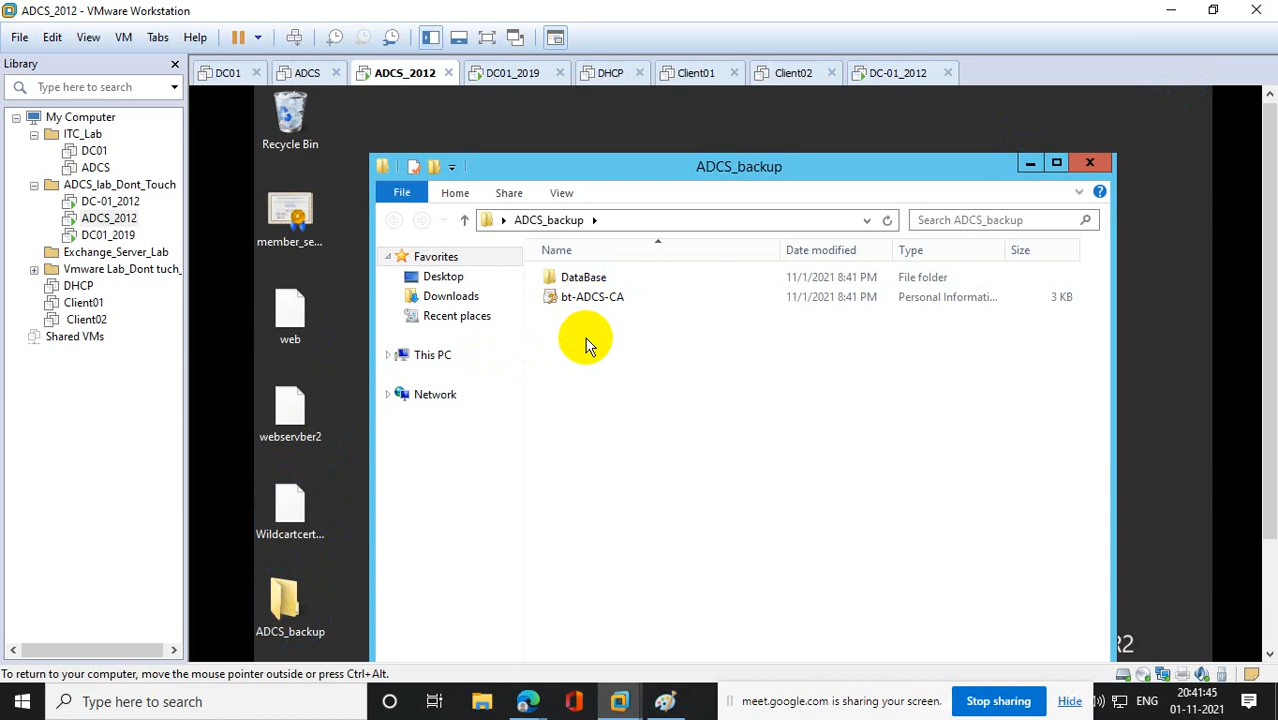 ADCS_2012 - VMware Workstation
File Edit View VM Tabs Help
Library
Type here to search
My Computer
ITC_Lab
DC01
ADCS
ADCS_lab_Dont_Touch
DC-01_2012
ADCS_2012
DC01_2019
Exchange_Server_Lab
Vmware Lab_Dont tuch_
DHCP
Client01
Client02
Shared VMs
DC01 ADCS ADCS_2012 DC01_2019 DHCP Client01 Client02 DC-01_2012
Recycle Bin
member_se...
web
webservber2
Wildcartcert...
ADCS_backup
ADCS_backup
File Home Share View
ADCS_backup
Search ADCS_backup
Name Date modified Type Size
Favorites
Desktop
Downloads
Recent places
This PC
Network
DataBase 11/1/2021 8:41 PM File folder
bt-ADCS-CA 11/1/2021 8:41 PM Personal Informati... 3 KB
R2
To return to your computer, move the mouse pointer outside or press Ctrl+Alt.
Type here to search
meet.google.com is sharing your screen.
Stop sharing
Hide
ENG
20:41:45
01-11-2021